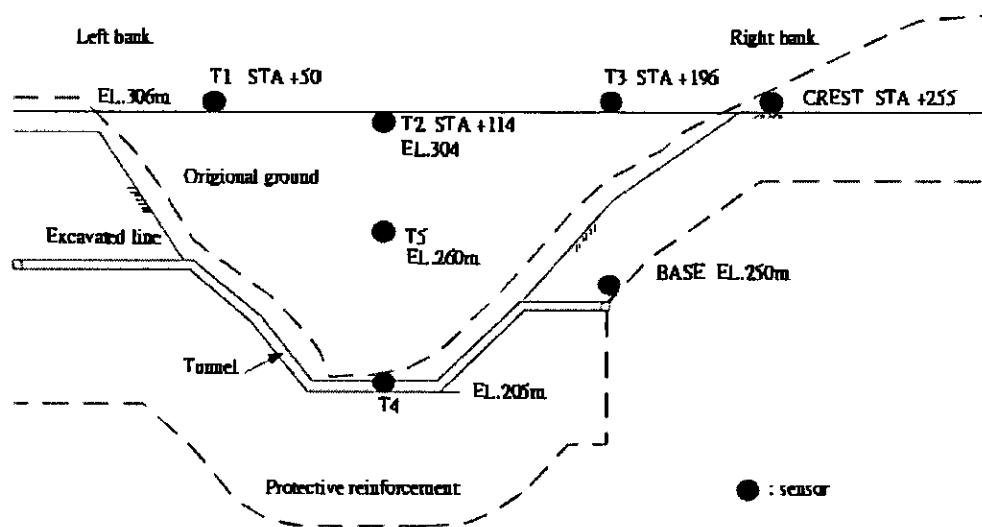 Left bank
Right bank
T1 STA +50
T3 STA +196
EL.306m
CREST STA +255
T2 STA +114
EL.304
Origional ground
Excavated line
T5
EL.260m
BASE EL.250m
Tunnel
EL.205m
T4
Protective reinforcement
: sensor